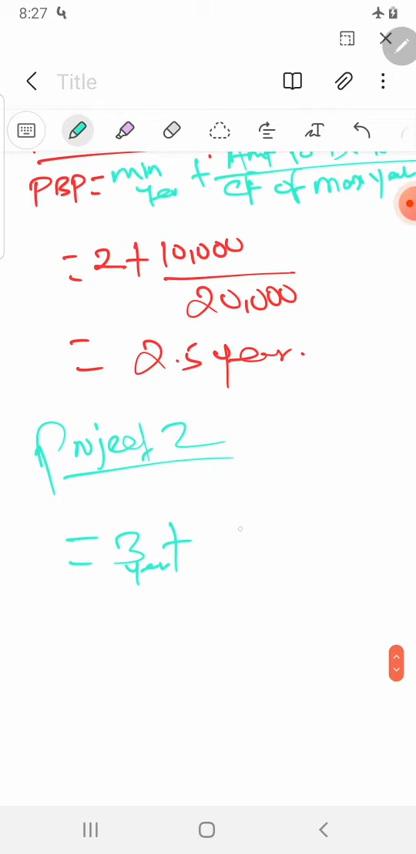 8:27
Title
PBP = min year + Amt to be / CF of max year
= 2 + 10,000 / 20,000
= 2.5 year.
Project 2
= 3 year +